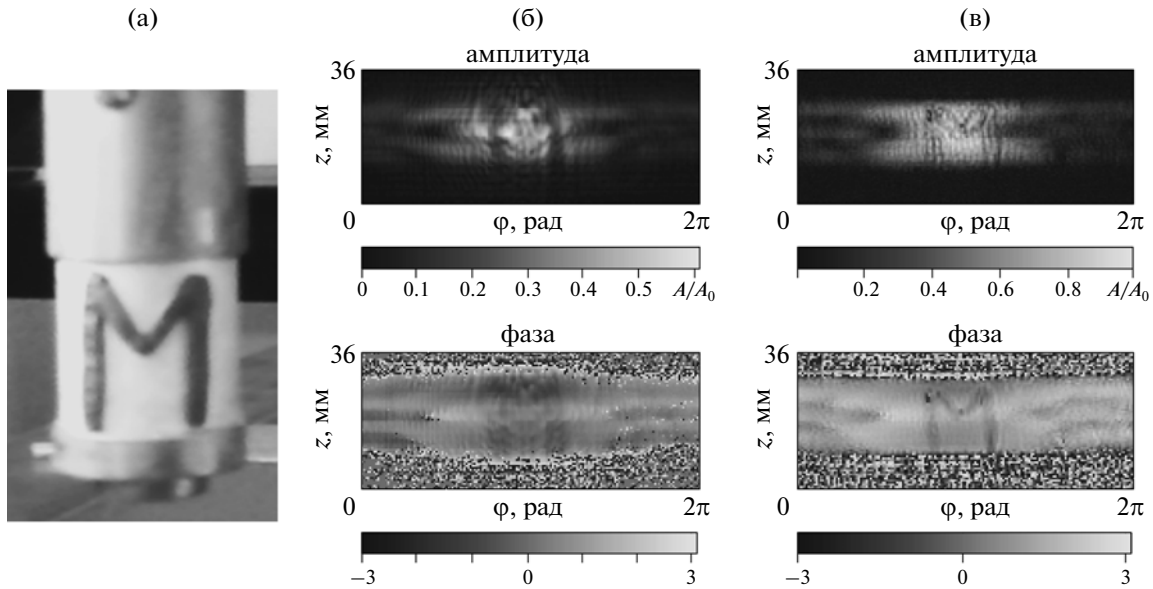 (а)
(б)
(в)
амплитуда
36
z, мм
0
φ, рад
2π
0 0.1 0.2 0.3 0.4 0.5 A/A₀
фаза
36
z, мм
0
φ, рад
2π
−3 0 3
амплитуда
36
z, мм
0
φ, рад
2π
0.2 0.4 0.6 0.8 A/A₀
фаза
36
z, мм
0
φ, рад
2π
−3 0 3
M